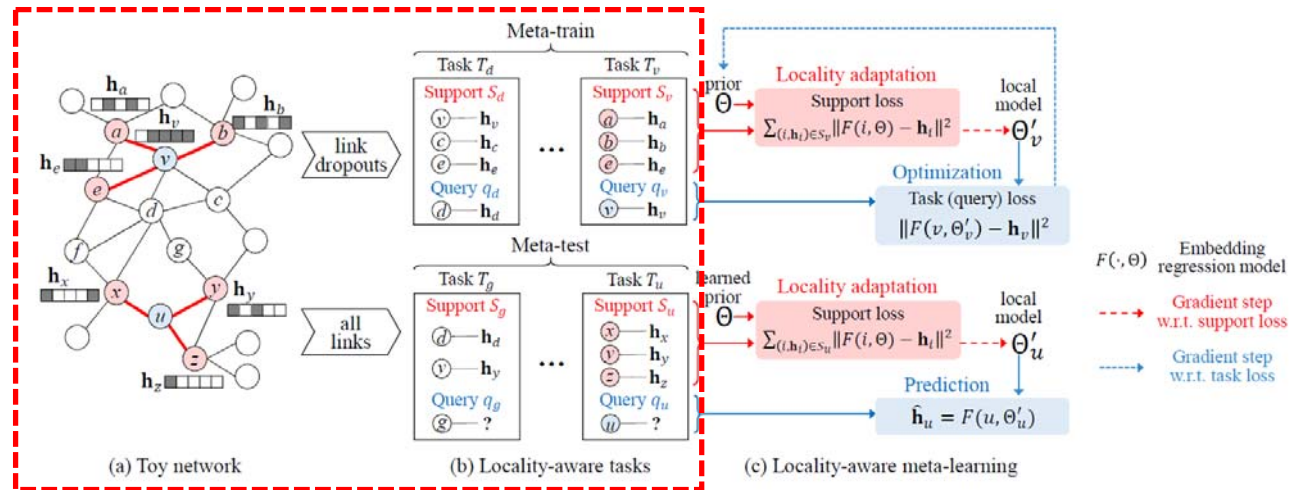 h_a
h_b
h_v
a
b
v
h_e
e
d
c
f
g
h_x
x
h_y
y
u
z
h_z
(a) Toy network
link
dropouts
all
links
Meta-train
Task T_d
Support S_d
v h_v
c h_c
e h_e
Query q_d
d h_d
...
Task T_v
Support S_v
a h_a
b h_b
e h_e
Query q_v
v h_v
Meta-test
Task T_g
Support S_g
d h_d
y h_y
Query q_g
g ?
...
Task T_u
Support S_u
x h_x
y h_y
z h_z
Query q_u
u ?
(b) Locality-aware tasks
prior
Θ
Locality adaptation
Support loss
∑_{(i,h_i)∈S_v} ‖F(i, Θ) − h_i‖²
local
model
Θ′_v
Optimization
Task (query) loss
‖F(v, Θ′_v) − h_v‖²
learned
prior
Θ
Locality adaptation
Support loss
∑_{(i,h_i)∈S_u} ‖F(i, Θ) − h_i‖²
local
model
Θ′_u
Prediction
ĥ_u = F(u, Θ′_u)
(c) Locality-aware meta-learning
F(·, Θ) Embedding
regression model
Gradient step
w.r.t. support loss
Gradient step
w.r.t. task loss